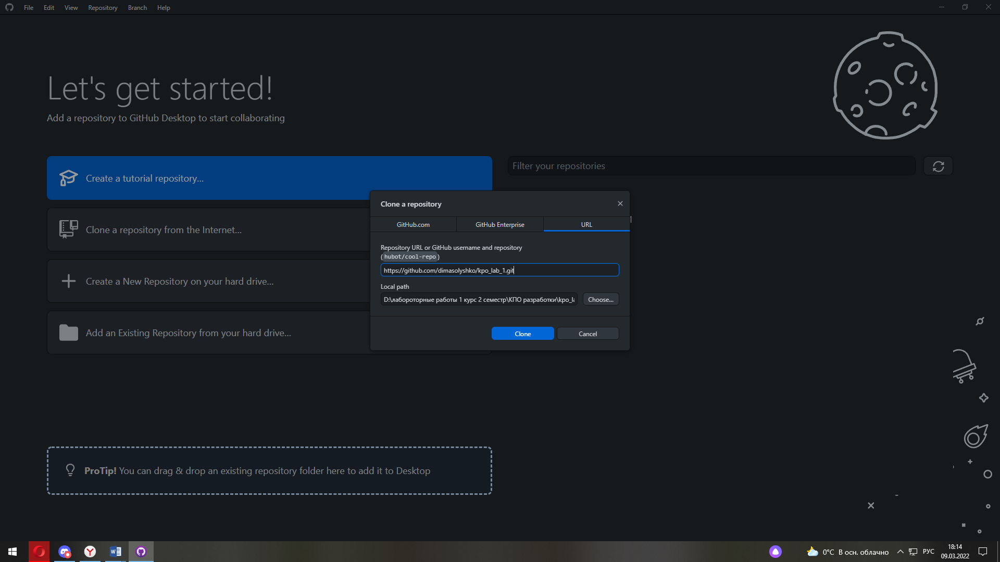 File Edit View Repository Branch Help
Let's get started!
Add a repository to GitHub Desktop to start collaborating
Create a tutorial repository...
Clone a repository from the Internet...
Create a New Repository on your hard drive...
Add an Existing Repository from your hard drive...
ProTip! You can drag & drop an existing repository folder here to add it to Desktop
Filter your repositories
Clone a repository
GitHub.com GitHub Enterprise URL
Repository URL or GitHub username and repository
(hubot/cool-repo)
https://github.com/dimasolyshko/kpo_lab_1.git
Local path
D:\лабороторные работы 1 курс 2 семестр\КПО разработки\kpo_la Choose...
Clone Cancel
0°C В осн. облачно РУС 18:14
09.03.2022